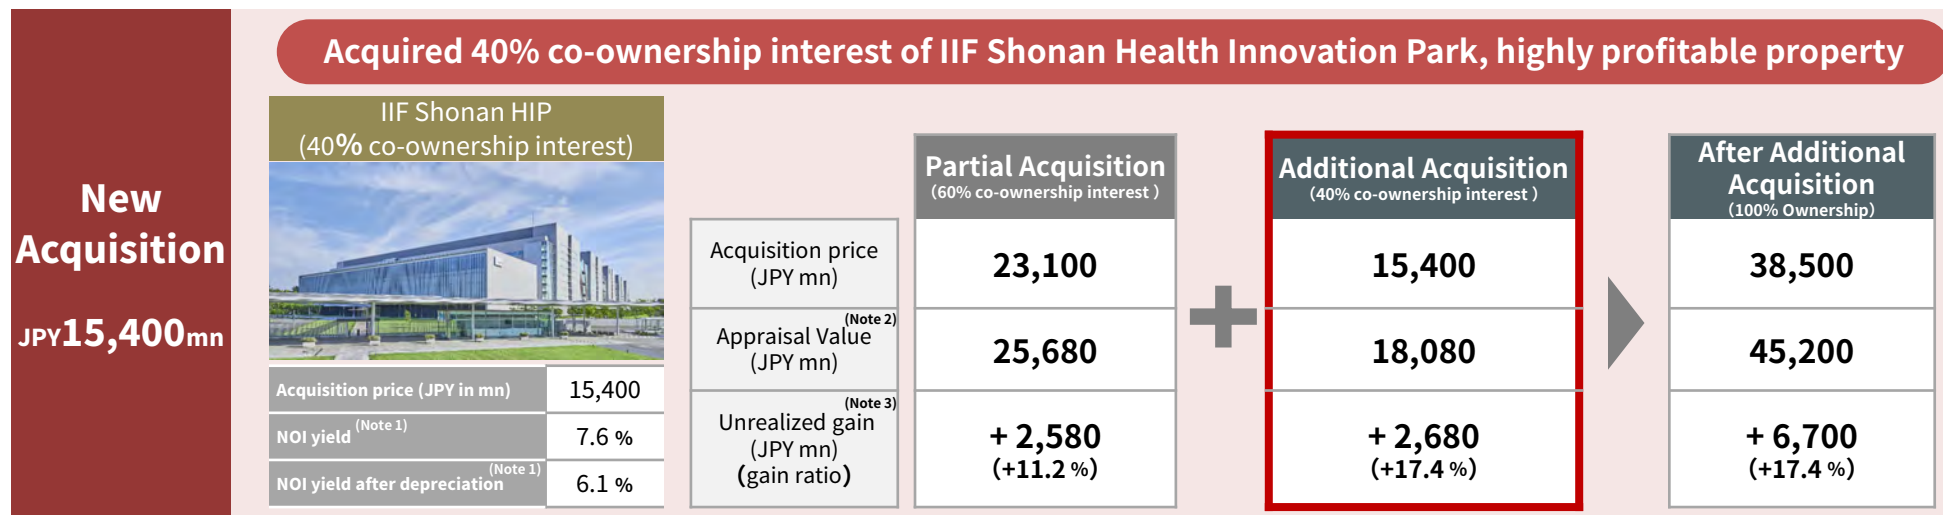 Acquired 40% co-ownership interest of IIF Shonan Health Innovation Park, highly profitable property
New
Acquisition
JPY15,400mn
IIF Shonan HIP
(40% co-ownership interest)
Acquisition price (JPY in mn) 15,400
NOI yield (Note 1) 7.6 %
NOI yield after depreciation (Note 1) 6.1 %
Partial Acquisition
(60% co-ownership interest )
Additional Acquisition
(40% co-ownership interest )
After Additional
Acquisition
(100% Ownership)
Acquisition price
(JPY mn)
23,100
+
15,400
38,500
Appraisal Value (Note 2)
(JPY mn)
25,680
18,080
45,200
Unrealized gain (Note 3)
(JPY mn)
(gain ratio)
+ 2,580
(+11.2 %)
+ 2,680
(+17.4 %)
+ 6,700
(+17.4 %)